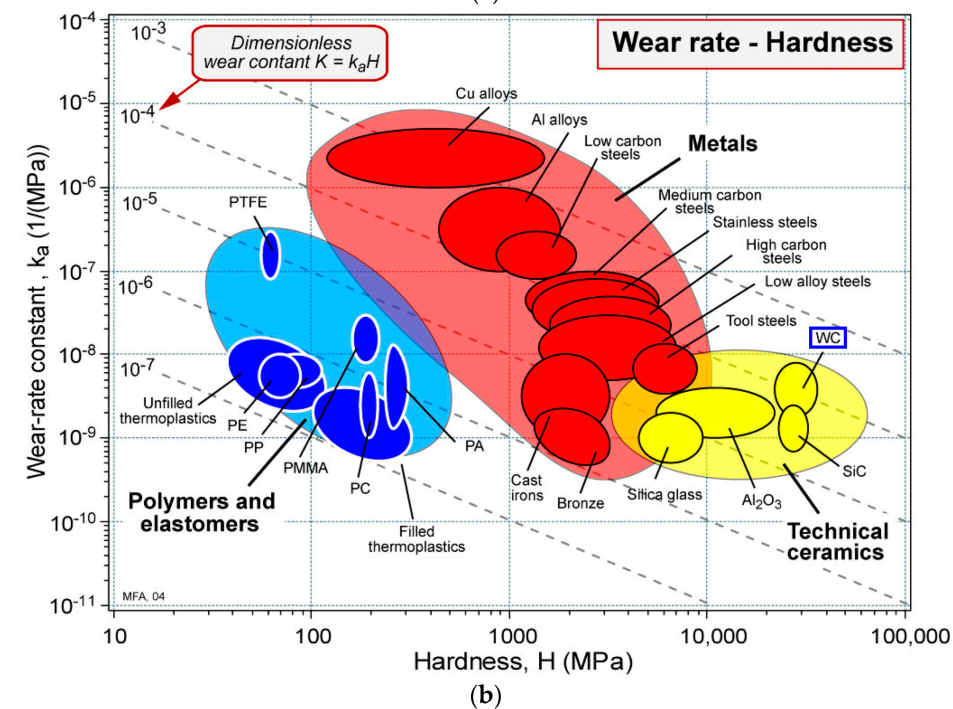 10-4
10-3
Dimensionless
wear contant K = kaH
Wear rate - Hardness
10-5
10-4
Cu alloys
Al alloys
Low carbon
steels
Metals
10-6
10-5
PTFE
Medium carbon
steels
Stainless steels
High carbon
steels
Low alloy steels
Tool steels
10-7
10-6
WC
10-8
10-7
Unfilled
thermoplastics
PE
PP
PMMA
PC
PA
10-9
Cast
irons
Bronze
Silica glass
Al2O3
SiC
Polymers and
elastomers
Filled
thermoplastics
Technical
ceramics
10-10
MFA, 04
10-11
10
100
1000
10,000
100,000
Wear-rate constant , ka (1/(MPa))
Hardness, H (MPa)
(b)